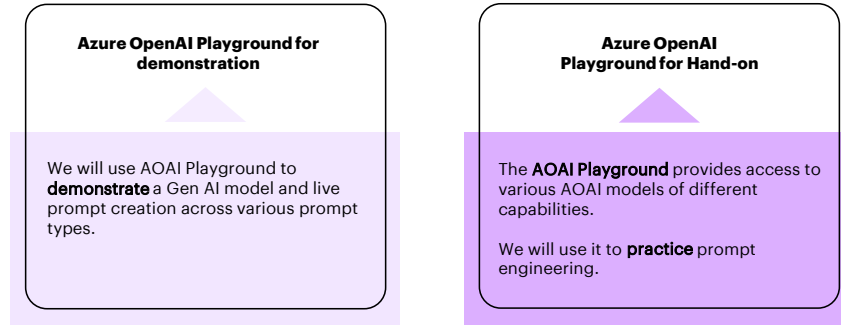 Azure OpenAI Playground for
demonstration
We will use AOAI Playground to
demonstrate a Gen AI model and live
prompt creation across various prompt
types.
Azure OpenAI
Playground for Hand-on
The AOAI Playground provides access to
various AOAI models of different
capabilities.
We will use it to practice prompt
engineering.